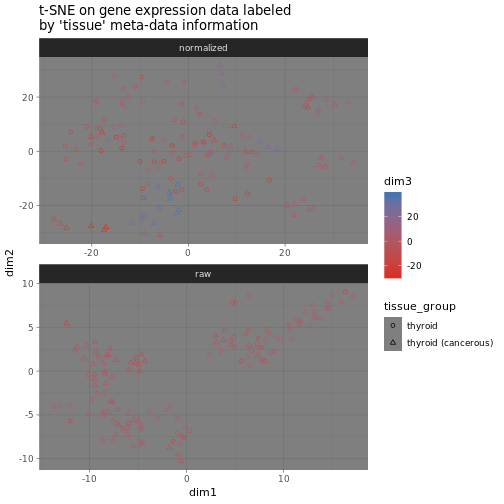 t-SNE on gene expression data labeled
by 'tissue' meta-data information
normalized
20
0
-20
-20
0
20
raw
10
5
0
-5
-10
-10
0
10
dim1
dim2
dim3
20
0
-20
tissue_group
thyroid
thyroid (cancerous)